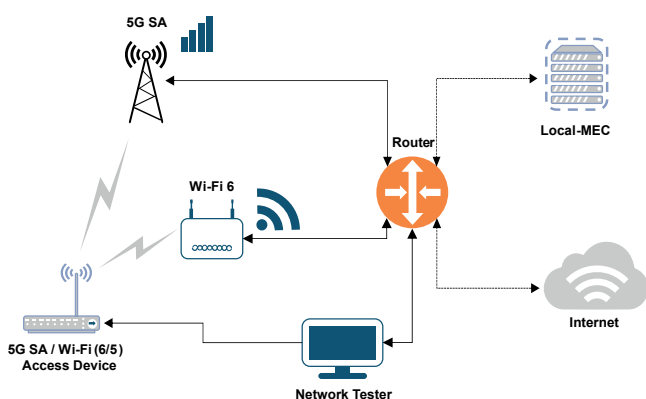 5G SA
Local-MEC
Router
Wi-Fi 6
Internet
5G SA / Wi-Fi (6/5)
Access Device
Network Tester